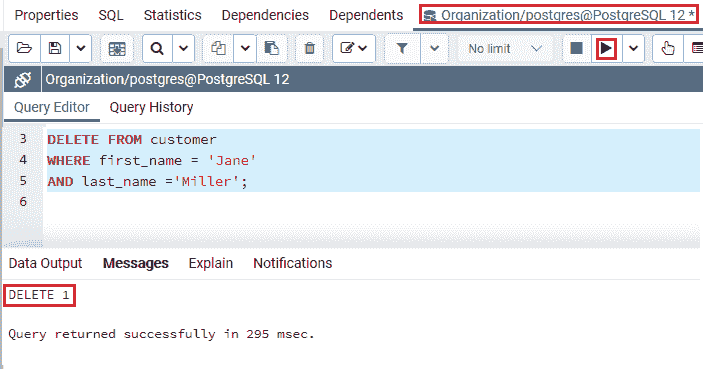 Properties SQL Statistics Dependencies Dependents Organization/postgres@PostgreSQL 12 *
No limit
Organization/postgres@PostgreSQL 12
Query Editor Query History
3 DELETE FROM customer
4 WHERE first_name = 'Jane'
5 AND last_name ='Miller';
6
Data Output Messages Explain Notifications
DELETE 1
Query returned successfully in 295 msec.